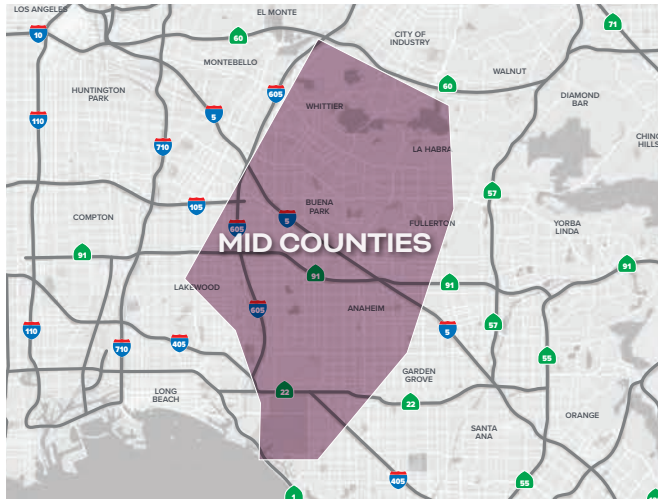 LOS ANGELES
EL MONTE
71
10
60
CITY OF
INDUSTRY
MONTEBELLO
WALNUT
60
HUNTINGTON
PARK
605
DIAMOND
BAR
WHITTIER
110
5
CHINO
HILLS
710
LA HABRA
57
105
BUENA
PARK
COMPTON
5
605
FULLERTON
YORBA
LINDA
MID COUNTIES
91
91
91
91
LAKEWOOD
605
ANAHEIM
110
5
57
710
405
55
GARDEN
GROVE
LONG
BEACH
22
22
ORANGE
SANTA
ANA
405
55
1